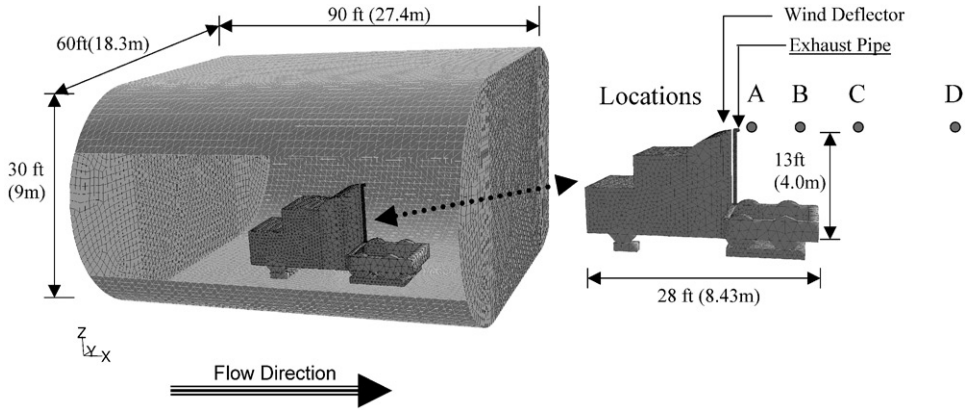 90 ft (27.4m)
60ft(18.3m)
30 ft
(9m)
Z
Y
X
Flow Direction
Wind Deflector
Exhaust Pipe
Locations
A
B
C
D
13ft
(4.0m)
28 ft (8.43m)